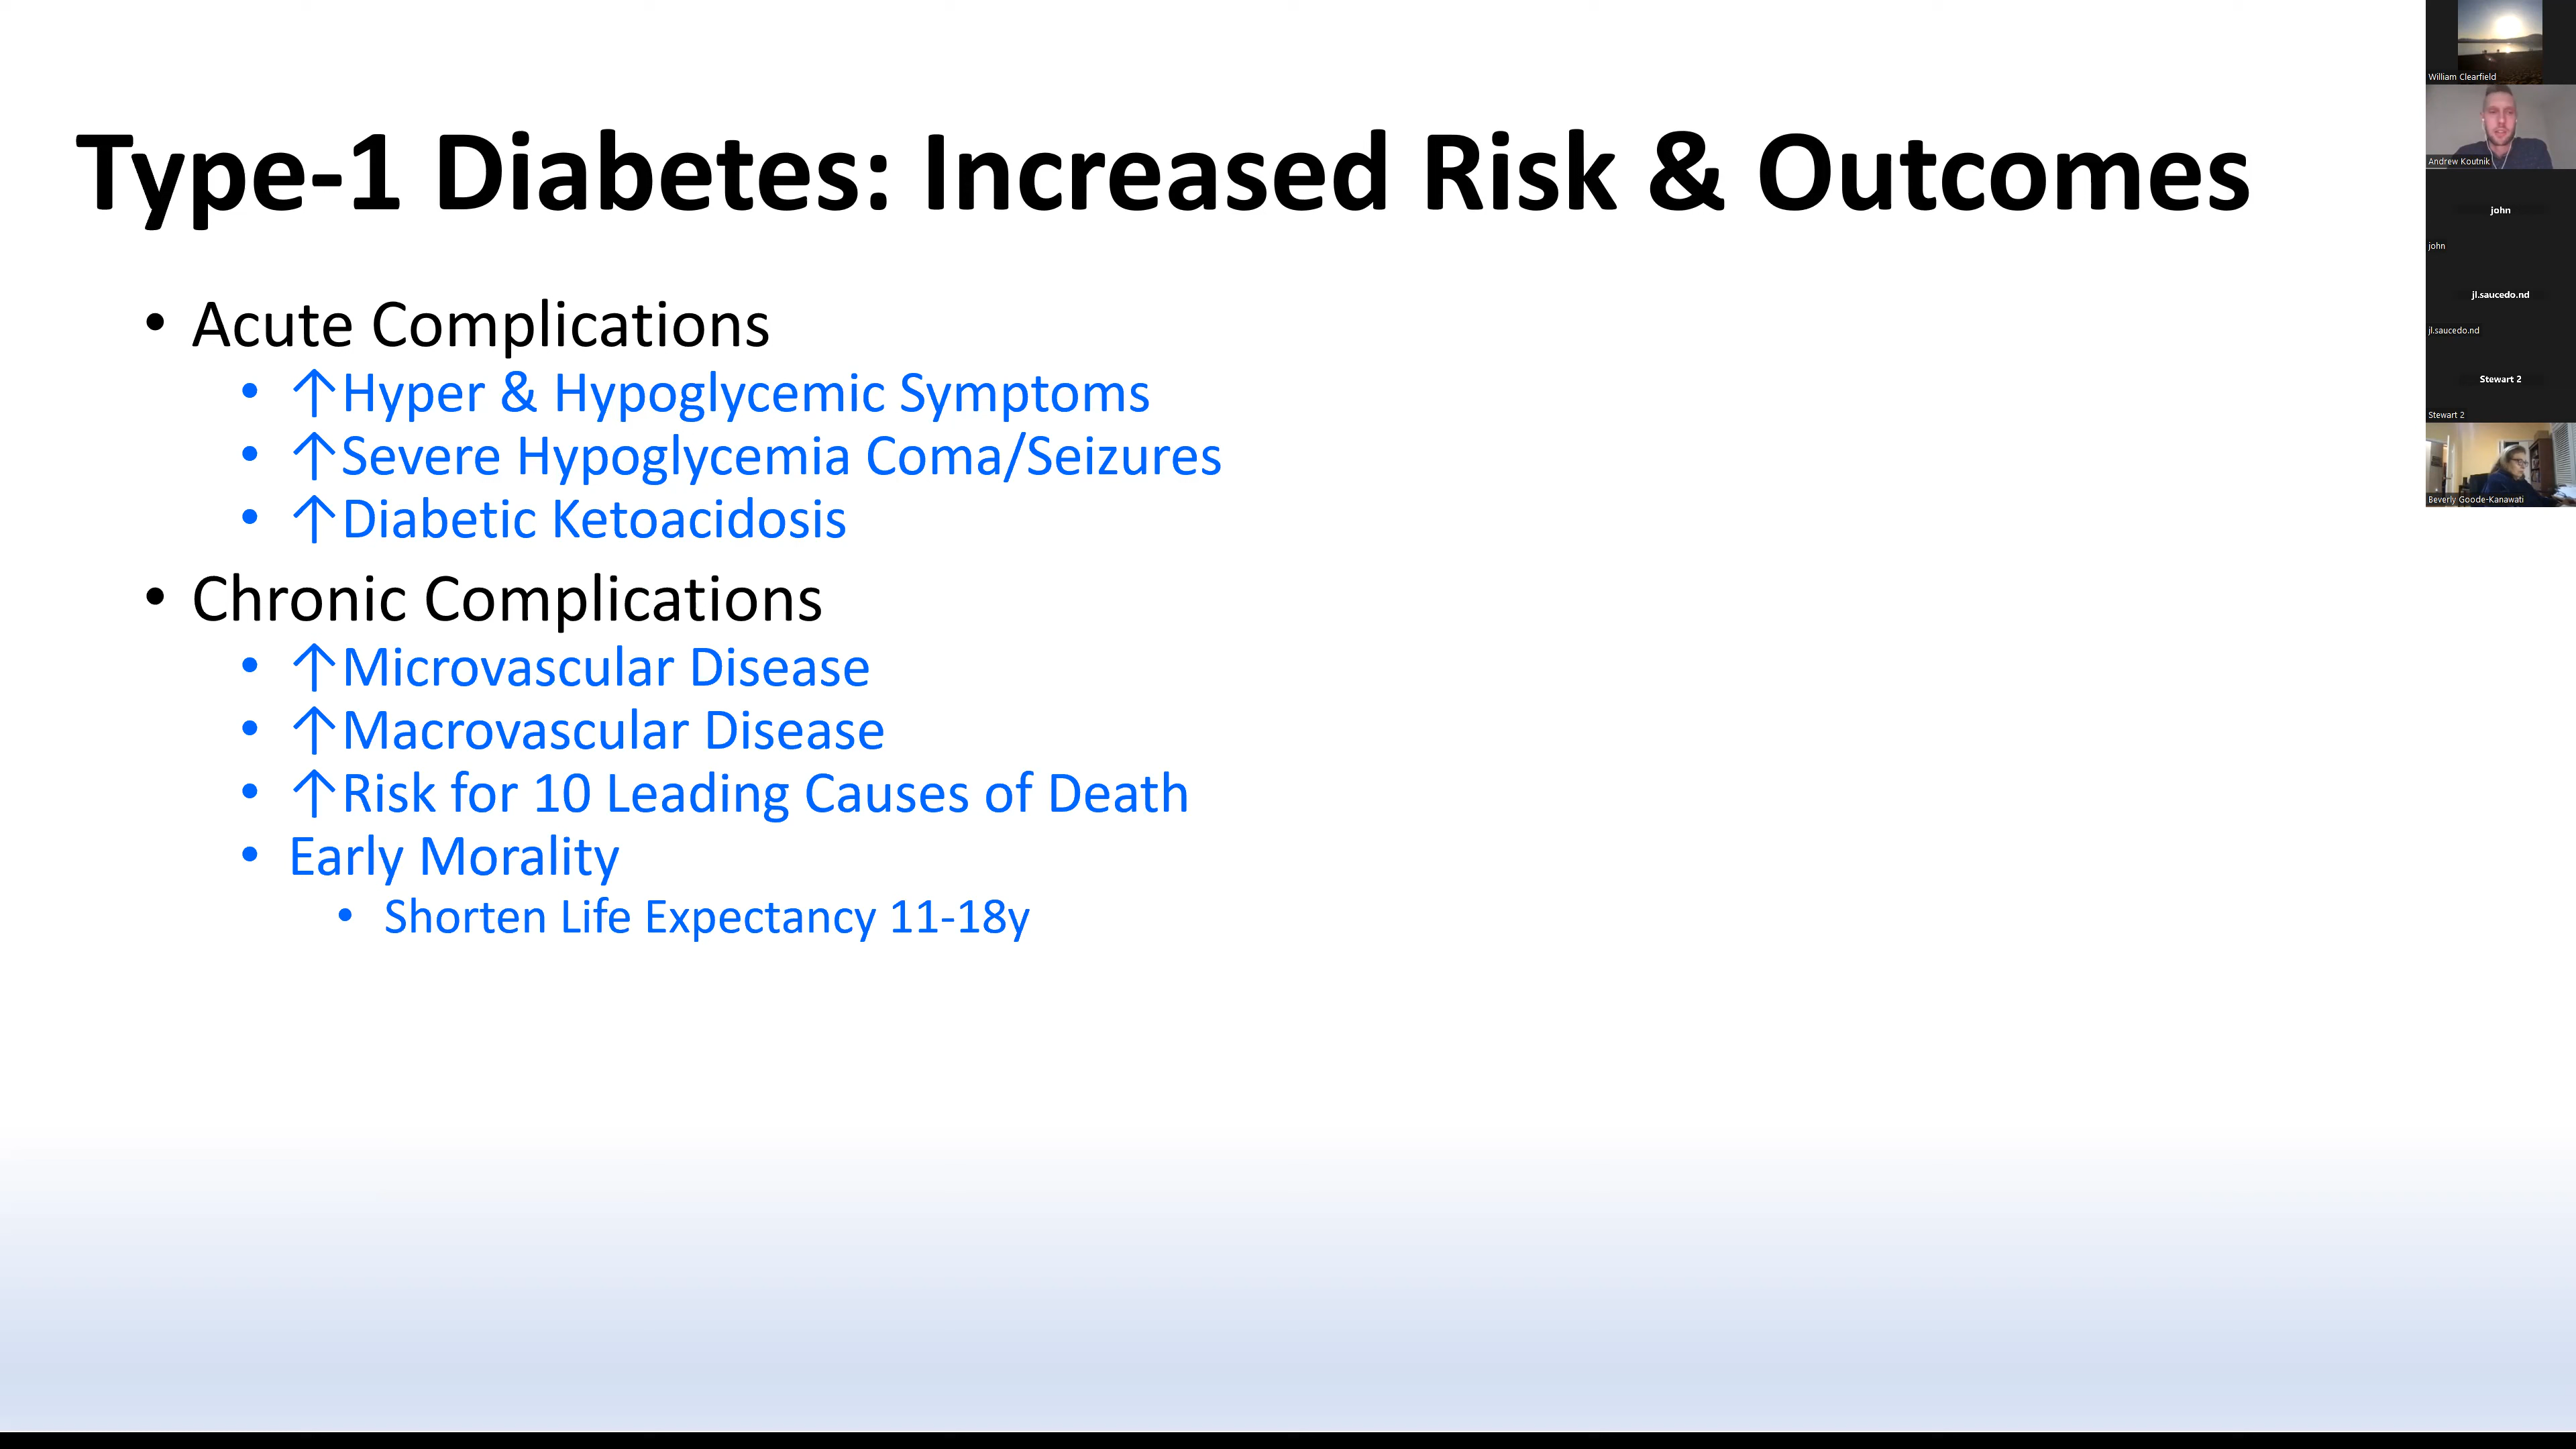 Type-1 Diabetes: Increased Risk & Outcomes
• Acute Complications
• ↑Hyper & Hypoglycemic Symptoms
• ↑Severe Hypoglycemia Coma/Seizures
• ↑Diabetic Ketoacidosis
• Chronic Complications
• ↑Microvascular Disease
• ↑Macrovascular Disease
• ↑Risk for 10 Leading Causes of Death
• Early Morality
• Shorten Life Expectancy 11-18y
William Clearfield
Andrew Koutnik
john
john
jl.saucedo.nd
jl.saucedo.nd
Stewart 2
Stewart 2
Beverly Goode-Kanawati